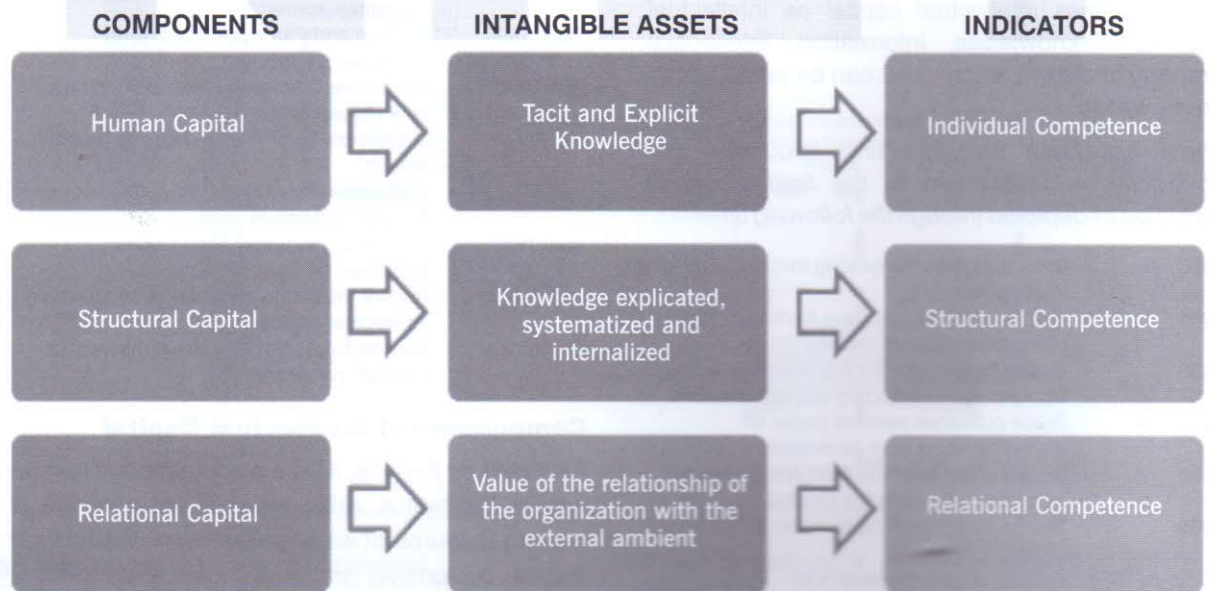 COMPONENTS INTANGIBLE ASSETS INDICATORS
Human Capital
Tacit and Explicit
Knowledge
Individual Competence
Structural Capital
Knowledge explicated,
systematized and
internalized
Structural Competence
Relational Capital
Value of the relationship of
the organization with the
external ambient
Relational Competence